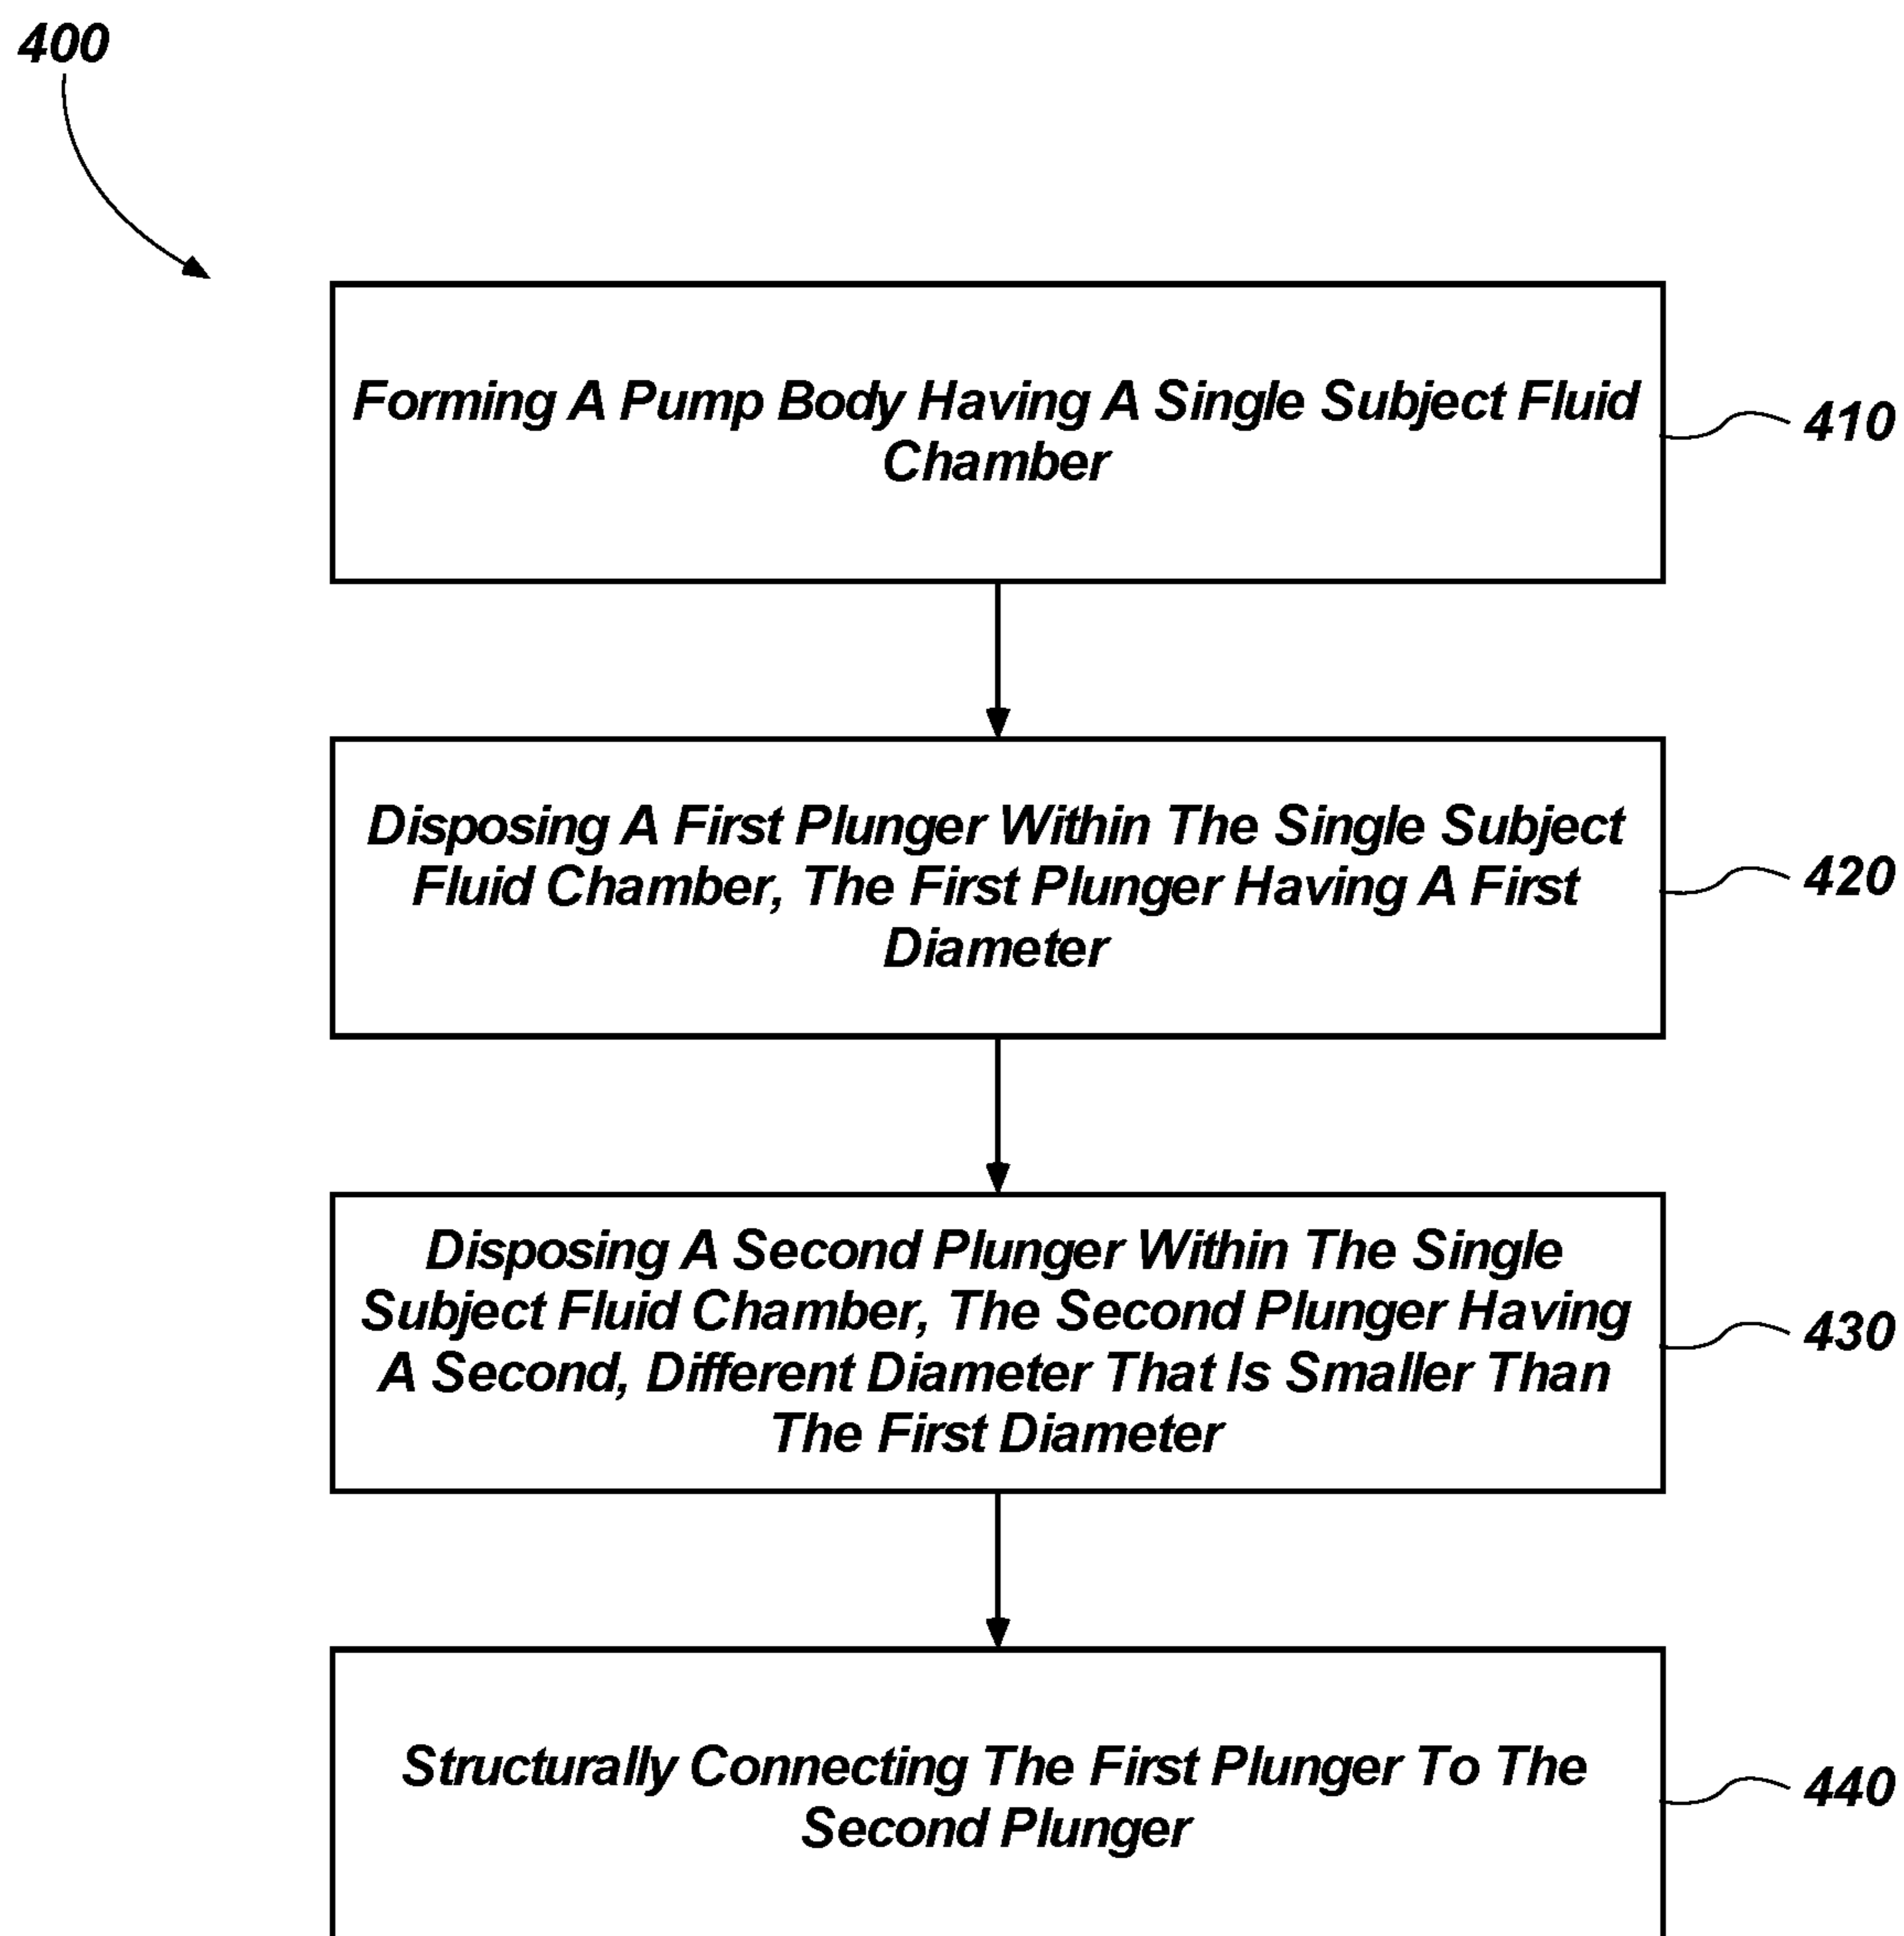 400
Forming A Pump Body Having A Single Subject Fluid
Chamber
410
Disposing A First Plunger Within The Single Subject
Fluid Chamber, The First Plunger Having A First
Diameter
420
Disposing A Second Plunger Within The Single
Subject Fluid Chamber, The Second Plunger Having
A Second, Different Diameter That Is Smaller Than
The First Diameter
430
Structurally Connecting The First Plunger To The
Second Plunger
440